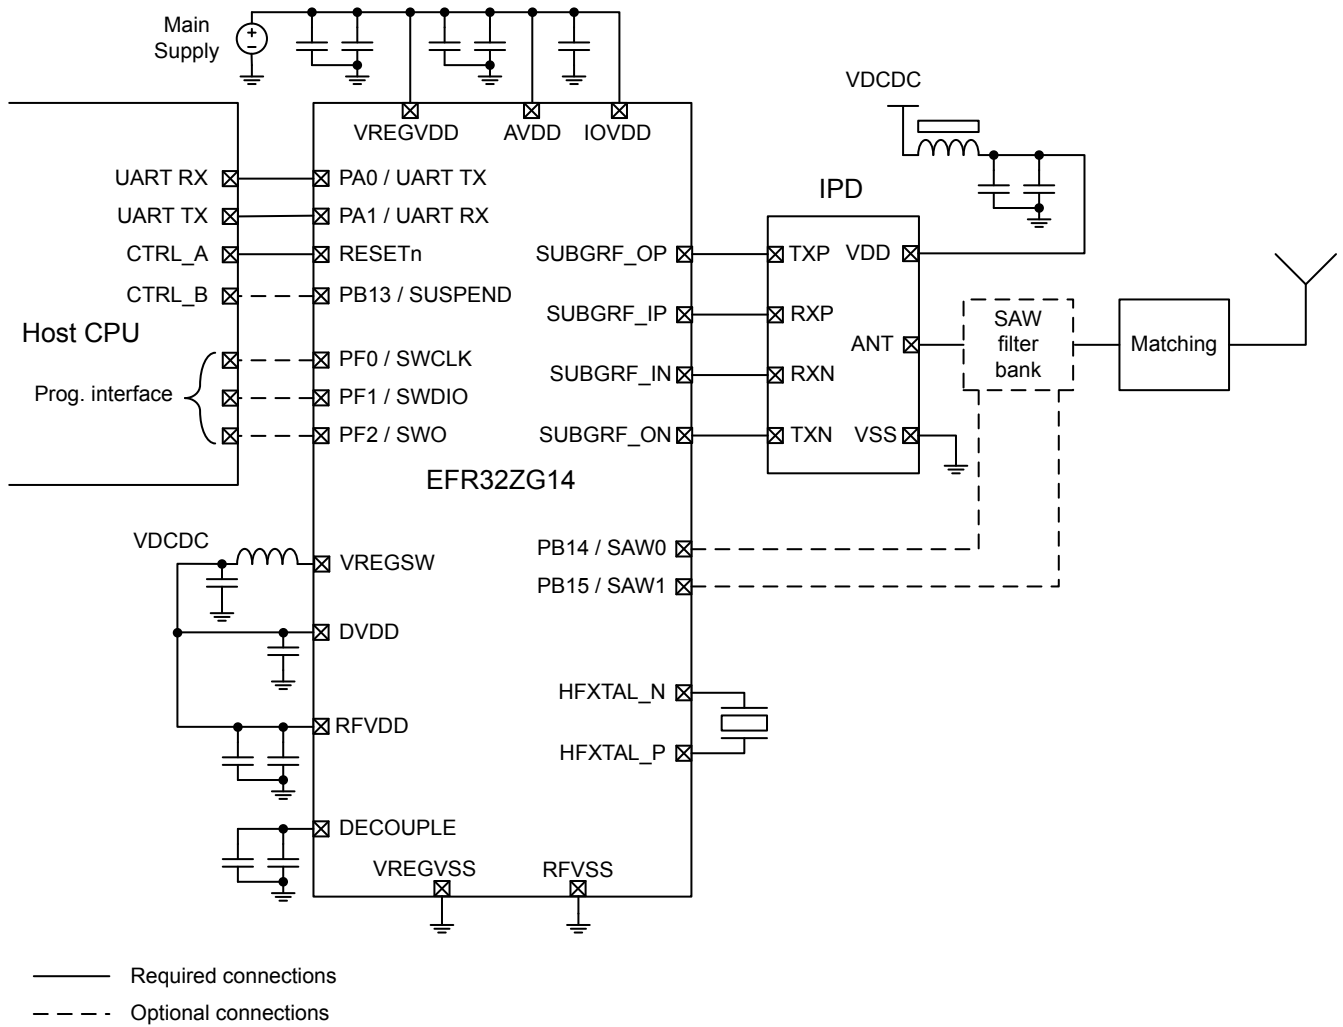 Main
Supply
VDCDC
VREGVDD
AVDD
IOVDD
UART RX
PA0 / UART TX
IPD
UART TX
PA1 / UART RX
CTRL_A
RESETn
SUBGRF_OP
TXP
VDD
CTRL_B
PB13 / SUSPEND
SUBGRF_IP
RXP
SAW
filter
bank
Host CPU
ANT
Matching
PF0 / SWCLK
SUBGRF_IN
RXN
Prog. interface
PF1 / SWDIO
PF2 / SWO
SUBGRF_ON
TXN
VSS
EFR32ZG14
VDCDC
PB14 / SAW0
VREGSW
PB15 / SAW1
DVDD
HFXTAL_N
RFVDD
HFXTAL_P
DECOUPLE
VREGVSS
RFVSS
Required connections
Optional connections